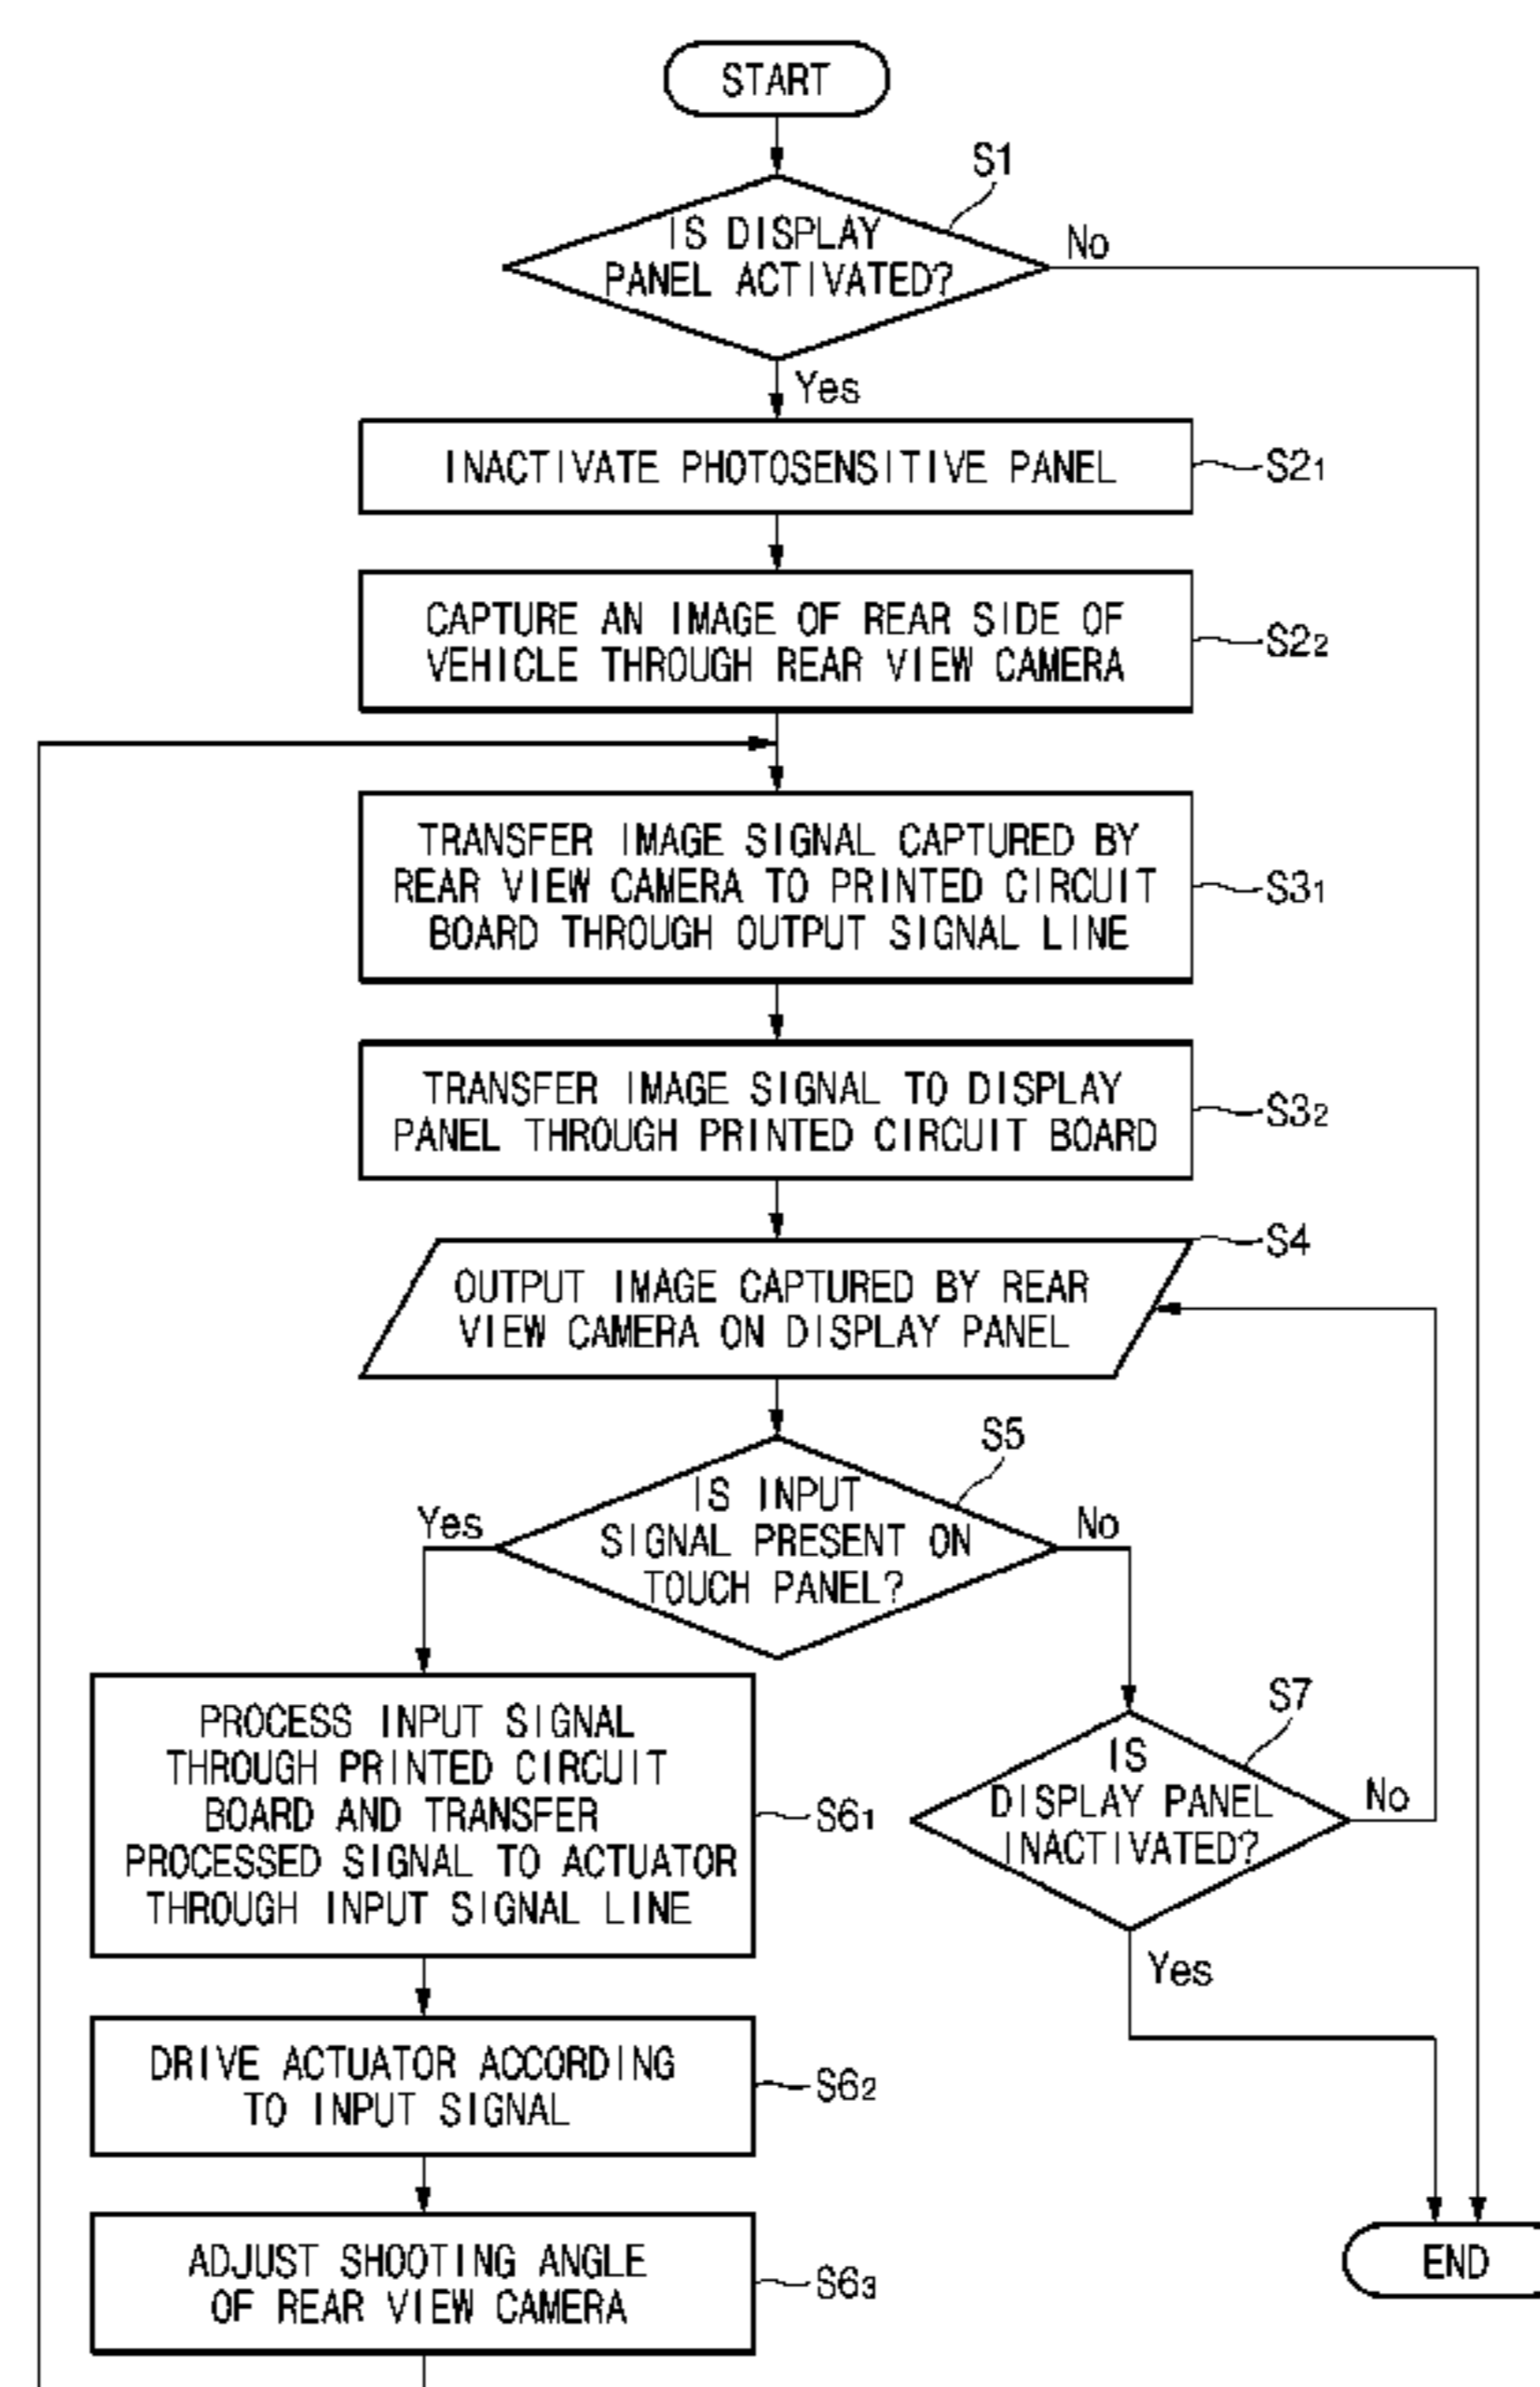 START
S1
IS DISPLAY
PANEL ACTIVATED?
No
Yes
INACTIVATE PHOTOSENSITIVE PANEL
S21
CAPTURE AN IMAGE OF REAR SIDE OF
VEHICLE THROUGH REAR VIEW CAMERA
S22
TRANSFER IMAGE SIGNAL CAPTURED BY
REAR VIEW CAMERA TO PRINTED CIRCUIT
BOARD THROUGH OUTPUT SIGNAL LINE
S31
TRANSFER IMAGE SIGNAL TO DISPLAY
PANEL THROUGH PRINTED CIRCUIT BOARD
S32
S4
OUTPUT IMAGE CAPTURED BY REAR
VIEW CAMERA ON DISPLAY PANEL
S5
IS INPUT
SIGNAL PRESENT ON
TOUCH PANEL?
Yes
No
PROCESS INPUT SIGNAL
THROUGH PRINTED CIRCUIT
BOARD AND TRANSFER
PROCESSED SIGNAL TO ACTUATOR
THROUGH INPUT SIGNAL LINE
S61
S7
IS
DISPLAY PANEL
INACTIVATED?
No
Yes
DRIVE ACTUATOR ACCORDING
TO INPUT SIGNAL
S62
ADJUST SHOOTING ANGLE
OF REAR VIEW CAMERA
S63
END